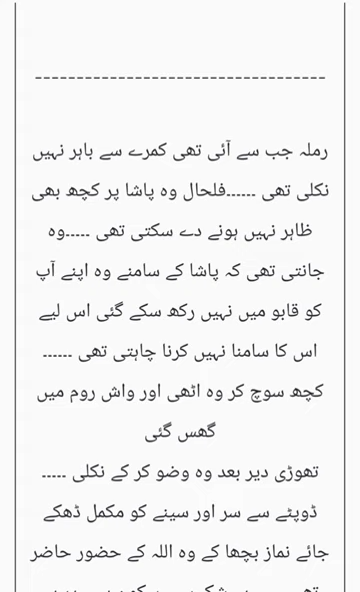 -----------------------------------
رملہ جب سے آئی تھی کمرے سے باہر نہیں
نکلی تھی ......فلحال وہ پاشا پر کچھ بھی
ظاہر نہیں ہونے دے سکتی تھی .....وہ
جانتی تھی کہ پاشا کے سامنے وہ اپنے آپ
کو قابو میں نہیں رکھ سکے گئی اس لیے
اس کا سامنا نہیں کرنا چاہتی تھی ......
کچھ سوچ کر وہ اٹھی اور واش روم میں
گھس گئی
تھوڑی دیر بعد وہ وضو کر کے نکلی .....
ڈوپٹے سے سر اور سینے کو مکمل ڈھکے
جائے نماز بچھا کے وہ اللہ کے حضور حاضر